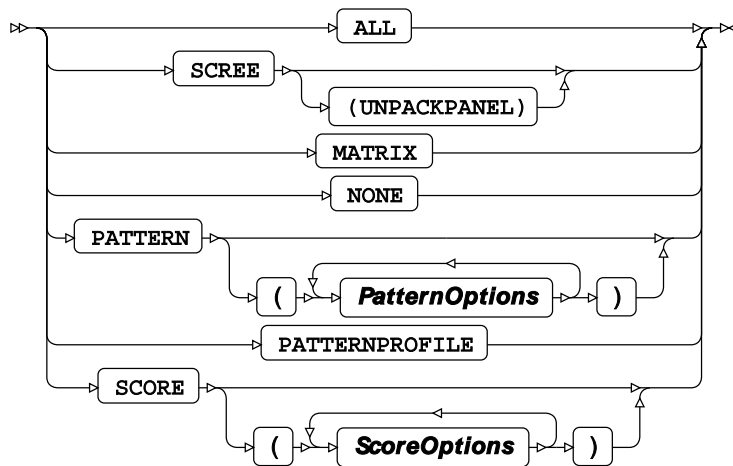 ALL
SCREE
(UNPACKPANEL)
MATRIX
NONE
PATTERN
( PatternOptions )
PATTERNPROFILE
SCORE
( ScoreOptions )